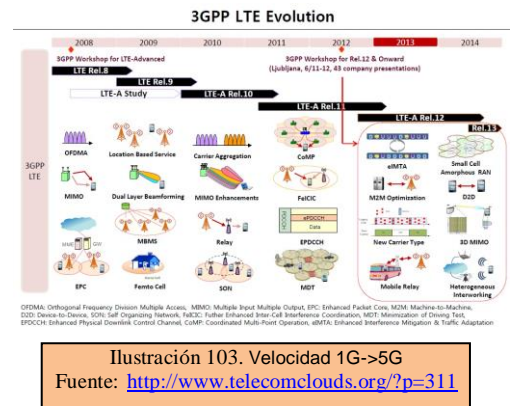 3GPP LTE Evolution
2008 2009 2010 2011 2012 2013 2014
3GPP Workshop for LTE-Advanced
3GPP Workshop for Rel.12 & Onward
(Ljubljana, 6/11-12, 43 company presentations)
LTE Rel.8
LTE Rel.9
LTE-A Study
LTE-A Rel.10
LTE-A Rel.11
LTE-A Rel.12
Rel.13
3GPP
LTE
OFDMA
Location Based Service
Carrier Aggregation
CoMP
eIMTA
Small Cell
Amorphous RAN
MIMO
Dual Layer Beamforming
MIMO Enhancements
FeICIC
M2M Optimization
D2D
MME
GW
MBMS
Relay
PDCCH
ePDCCH
Data
EPDCCH
New Carrier Type
3D MIMO
EPC
Femto Cell
SON
MDT
Mobile Relay
Heterogeneous
Interworking
OFDMA: Orthogonal Frequency Division Multiple Access, MIMO: Multiple Input Multiple Output, EPC: Enhanced Packet Core, M2M: Machine-to-Machine,
D2D: Device-to-Device, SON: Self Organizing Network, FeICIC: Futher Enhanced Inter-Cell Interference Coordination, MDT: Minimization of Driving Test,
EPDCCH: Enhanced Physical Downlink Control Channel, CoMP: Coordinated Multi-Point Operation, eIMTA: Enhanced Interference Mitigation & Traffic Adaptation
Ilustración 103. Velocidad 1G->5G
Fuente: http://www.telecomclouds.org/?p=311